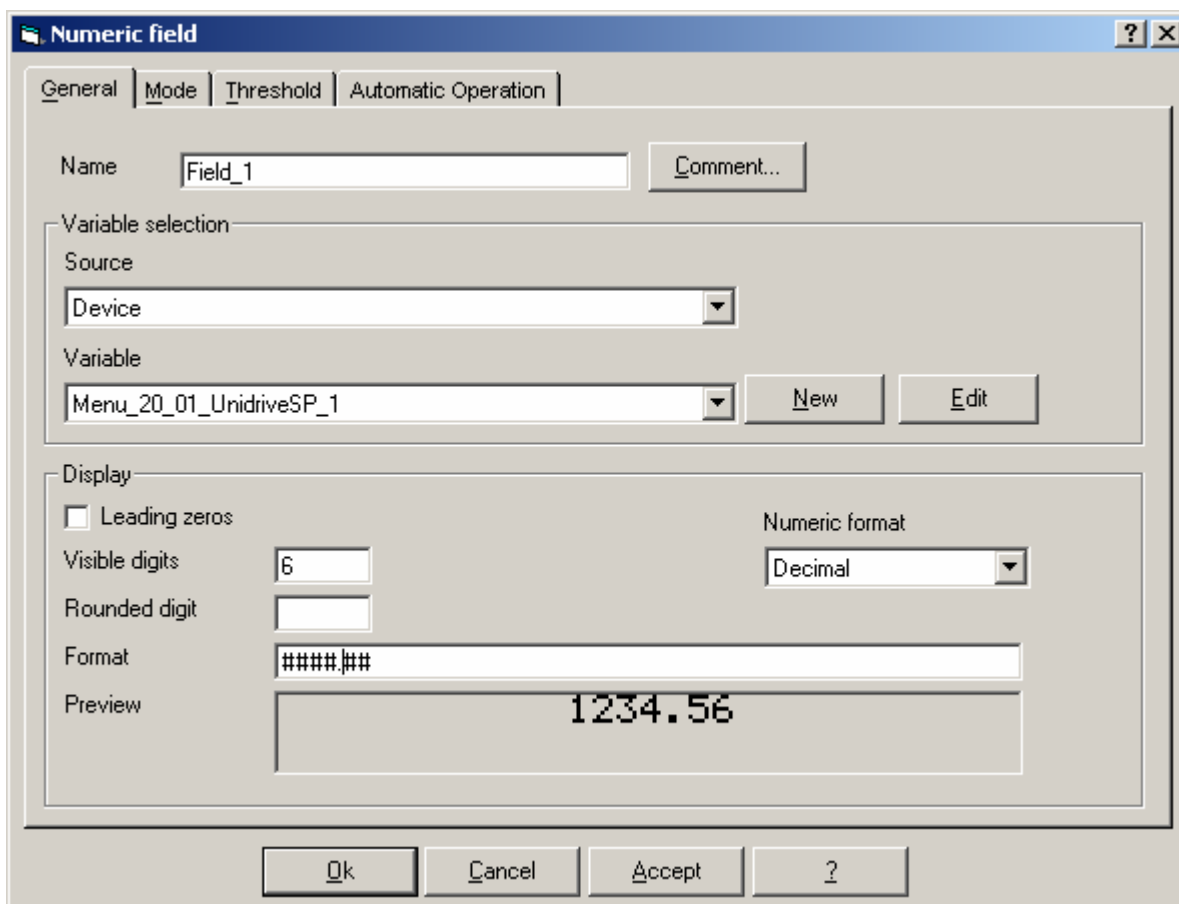 Numeric field
General Mode Threshold Automatic Operation
Name Field_1 Comment...
Variable selection
Source
Device
Variable
Menu_20_01_UnidriveSP_1 New Edit
Display
Leading zeros
Numeric format
Visible digits 6
Decimal
Rounded digit
Format ####.##
Preview 1234.56
Ok Cancel Accept ?